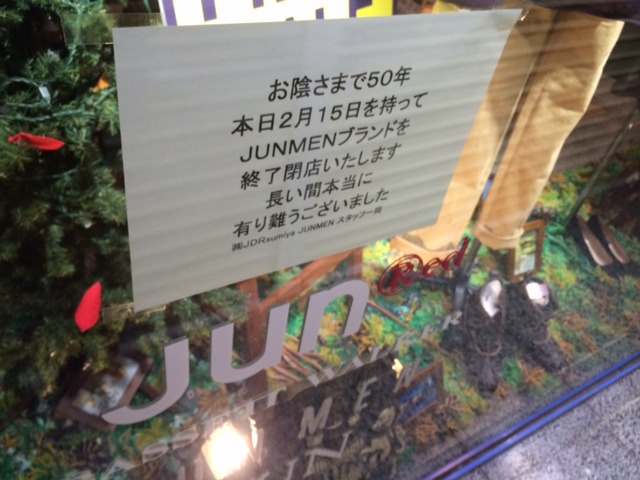 お陰さまで50年
本日2月15日を持って
JUNMENブランドを
終了閉店いたします
長い間本当に
有り難うございました
㈱JDRsumiya JUNMEN スタッフ一同
Jun Red
MEN